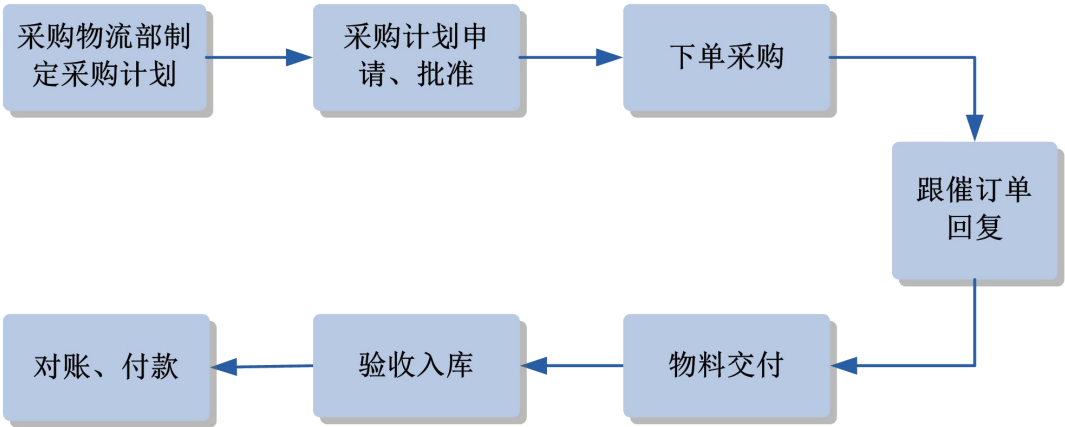 采购物流部制
定采购计划
采购计划申
请、批准
下单采购
跟催订单
回复
物料交付
验收入库
对账、付款